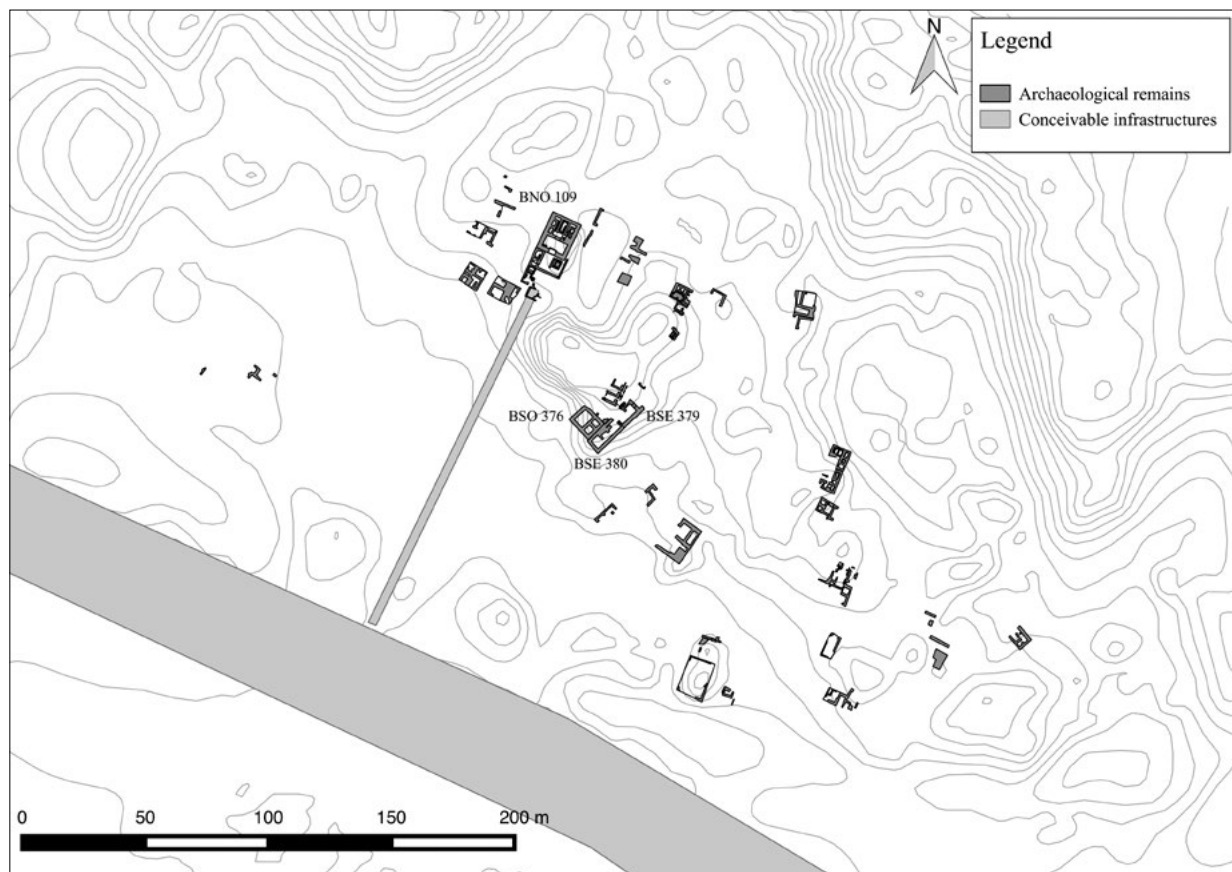 N
Legend
Archaeological remains
Conceivable infrastructures
BNO 109
BSO 376
BSE 379
BSE 380
0 50 100 150 200 m